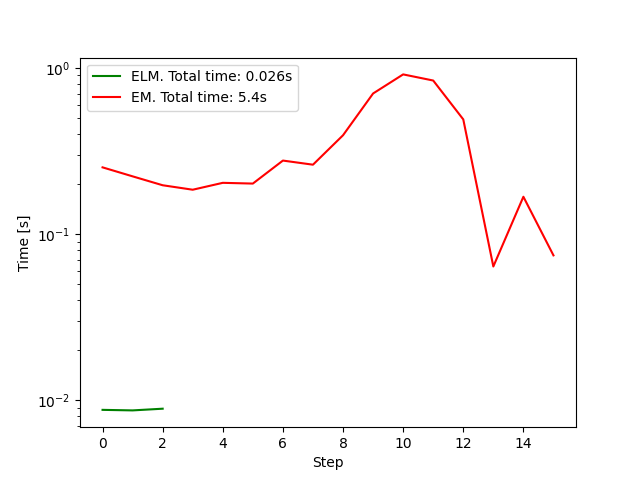 ELM. Total time: 0.026s
EM. Total time: 5.4s
10⁰
10⁻¹
10⁻²
Time [s]
0 2 4 6 8 10 12 14
Step